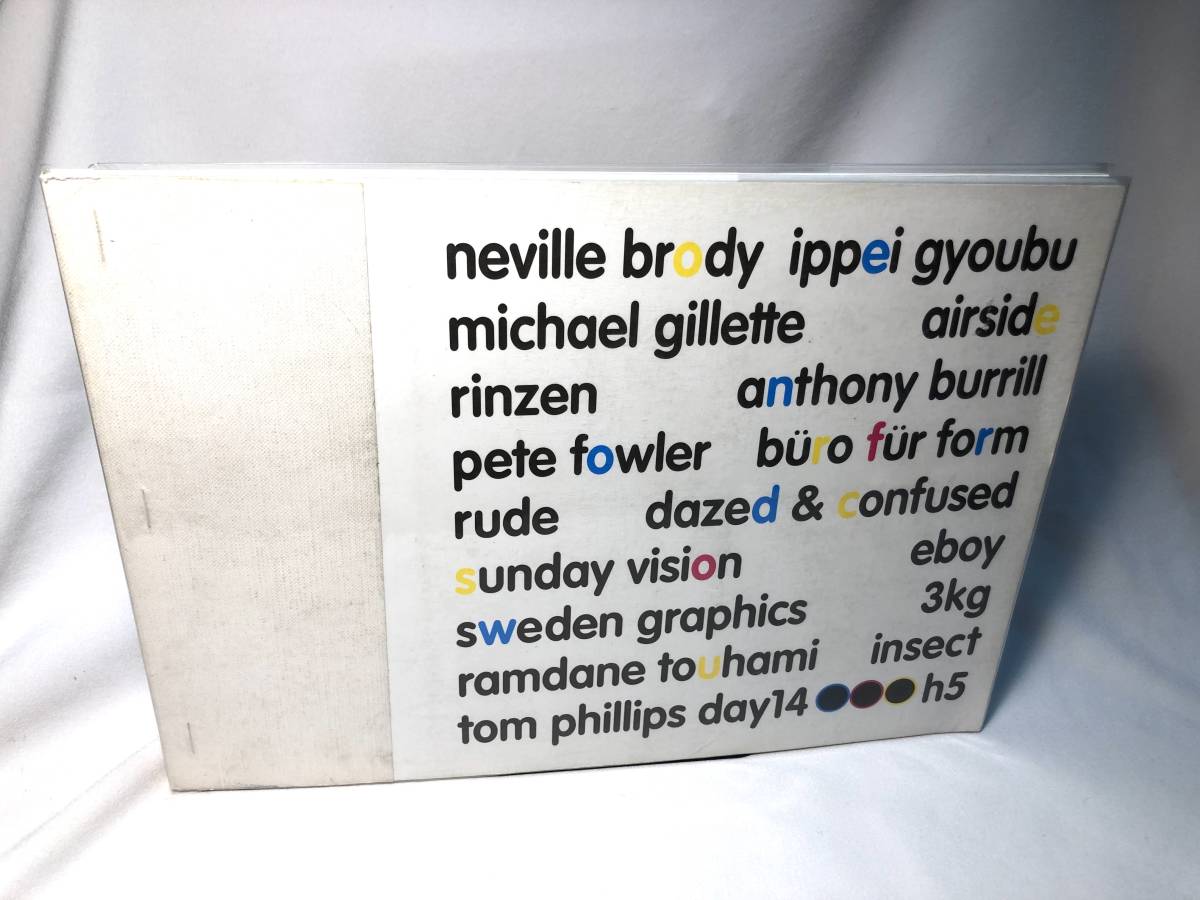 neville brody ippei gyoubu
michael gillette airside
rinzen anthony burrill
pete fowler büro für form
rude dazed & confused
sunday vision eboy
sweden graphics 3kg
ramdane touhami insect
tom phillips day14 h5